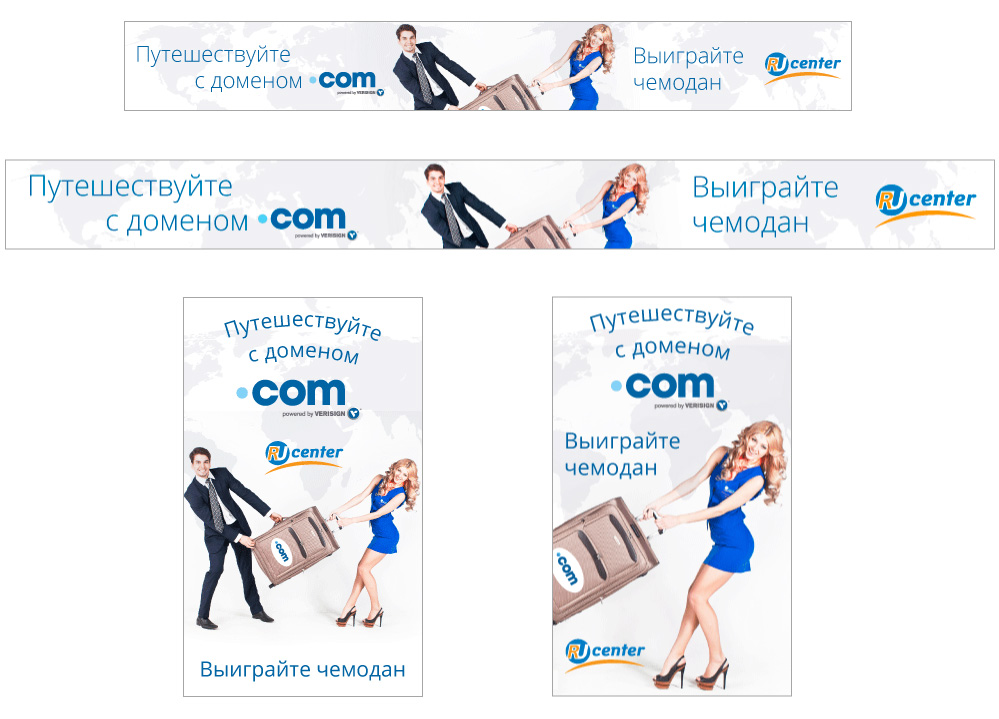 Путешествуйте
с доменом .com
powered by VERISIGN
Выиграйте
чемодан
RU center
Путешествуйте
с доменом .com
powered by VERISIGN
Выиграйте
чемодан
RU center
Путешествуйте
с доменом
.com
powered by VERISIGN
RU center
.com
Выиграйте чемодан
Путешествуйте
с доменом
.com
powered by VERISIGN
Выиграйте
чемодан
.com
RU center